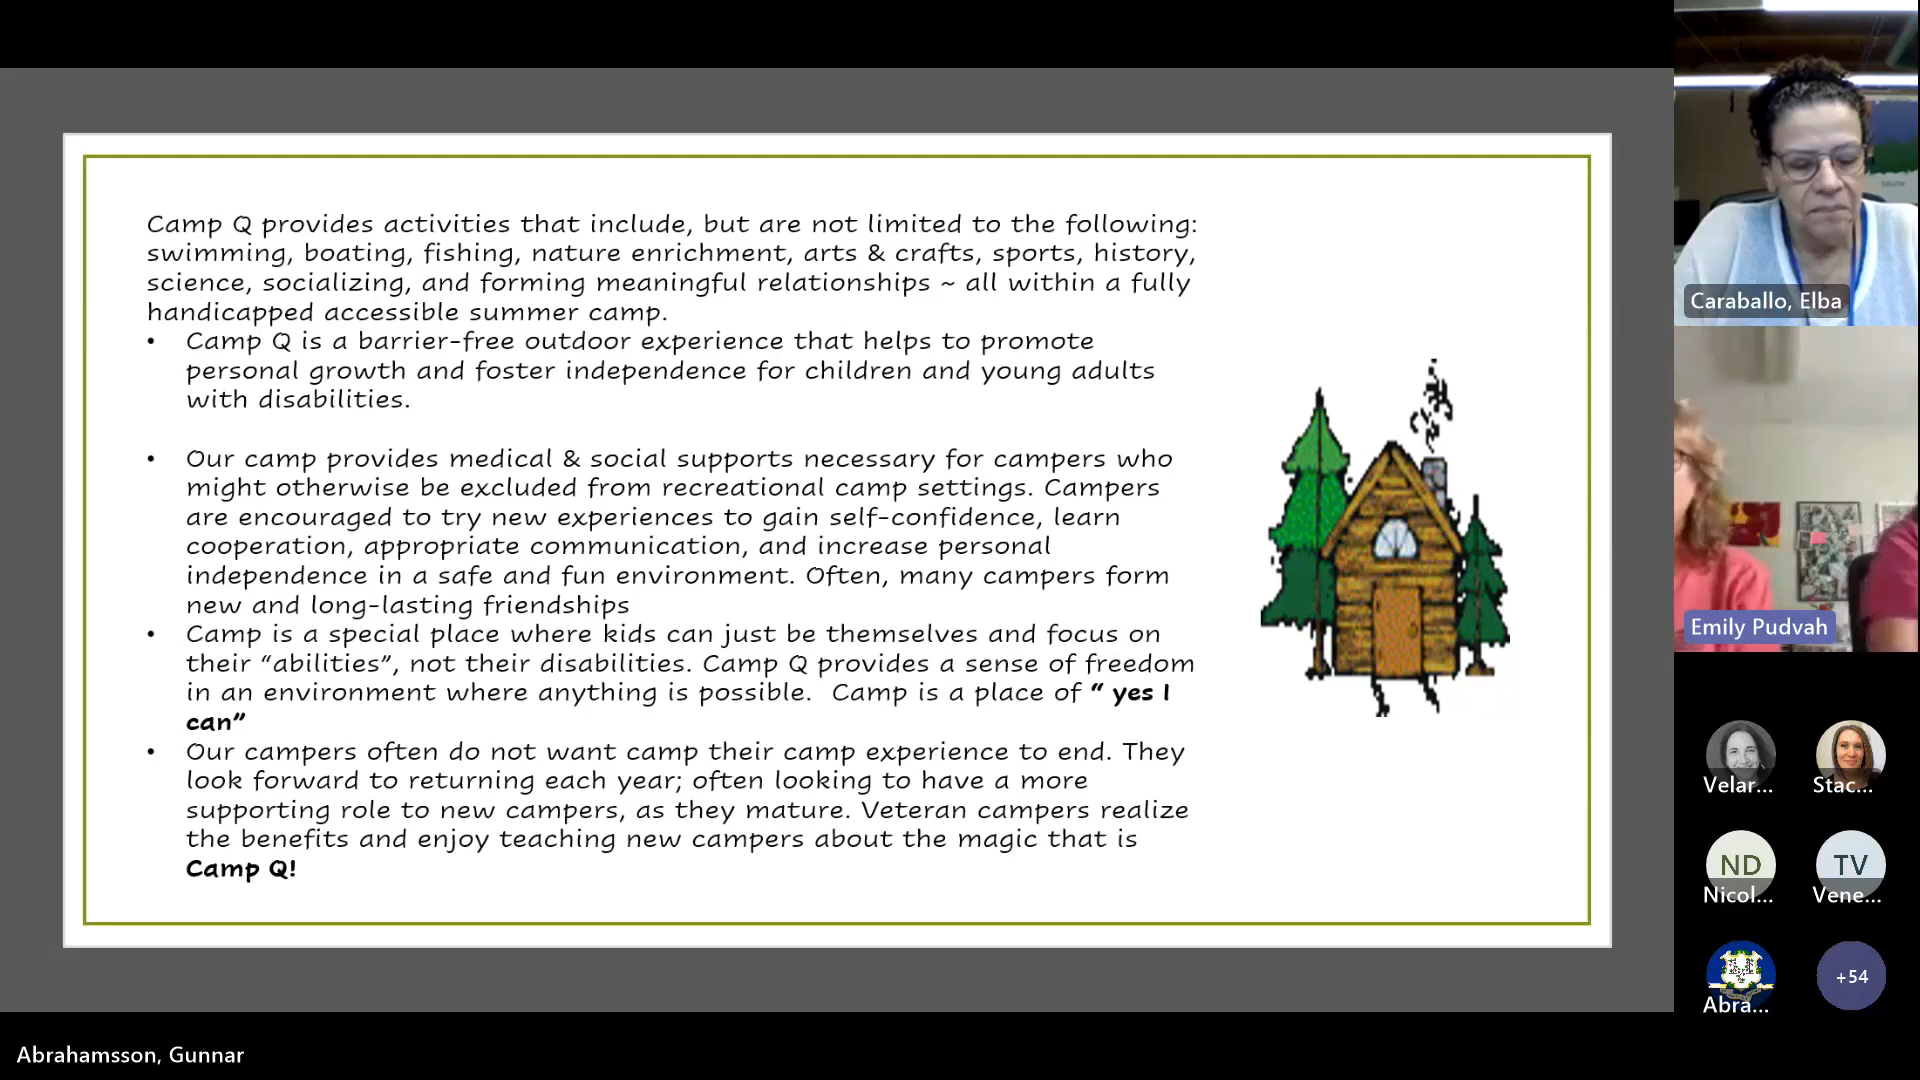 Camp Q provides activities that include, but are not limited to the following:
swimming, boating, fishing, nature enrichment, arts & crafts, sports, history,
science, socializing, and forming meaningful relationships ~ all within a fully
handicapped accessible summer camp.
• Camp Q is a barrier-free outdoor experience that helps to promote
personal growth and foster independence for children and young adults
with disabilities.
• Our camp provides medical & social supports necessary for campers who
might otherwise be excluded from recreational camp settings. Campers
are encouraged to try new experiences to gain self-confidence, learn
cooperation, appropriate communication, and increase personal
independence in a safe and fun environment. Often, many campers form
new and long-lasting friendships
• Camp is a special place where kids can just be themselves and focus on
their “abilities”, not their disabilities. Camp Q provides a sense of freedom
in an environment where anything is possible.  Camp is a place of “ yes I
can”
• Our campers often do not want camp their camp experience to end. They
look forward to returning each year; often looking to have a more
supporting role to new campers, as they mature. Veteran campers realize
the benefits and enjoy teaching new campers about the magic that is
Camp Q!
Caraballo, Elba
Emily Pudvah
Velar...
Stac...
ND
Nicol...
TV
Vene...
Abra...
+54
Abrahamsson, Gunnar